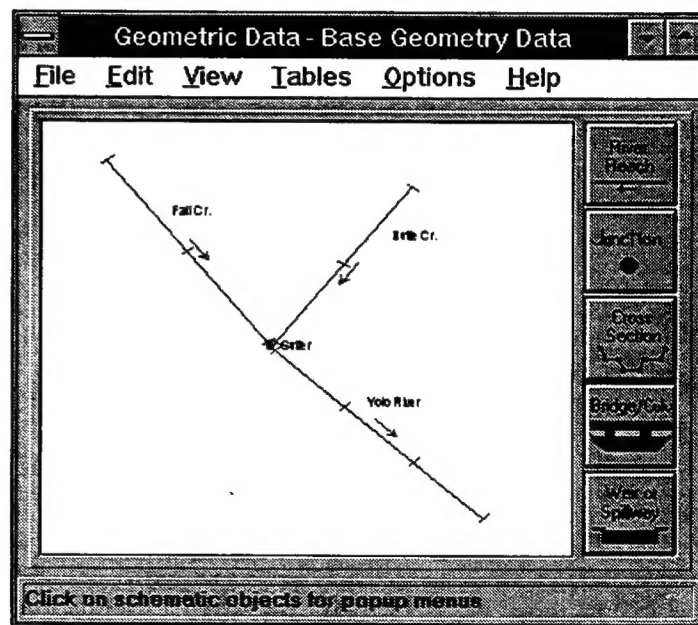 Geometric Data - Base Geometry Data
File Edit View Tables Options Help
Fall Cr.
Yolo River
River
Reach
Junction
Cross
Section
Weir or
Spillway
Click on schematic objects for popup menus